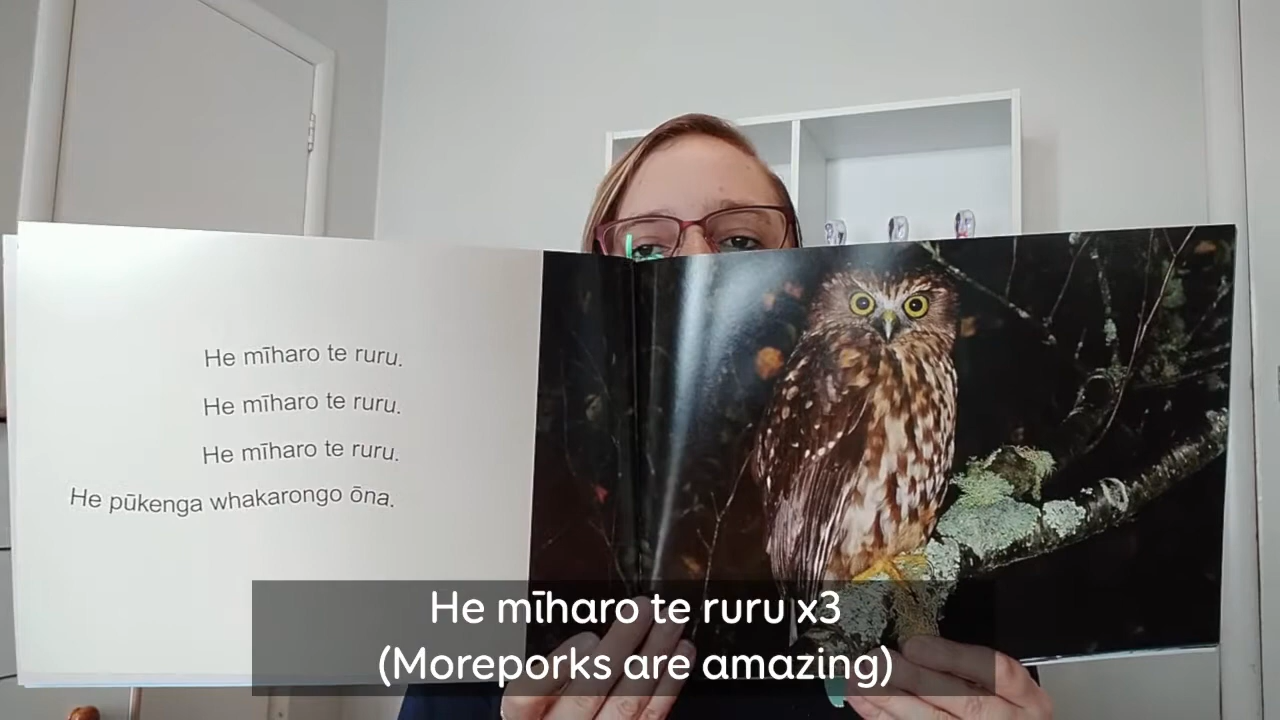 He mīharo te ruru.
He mīharo te ruru.
He mīharo te ruru.
He pūkenga whakarongo ōna.
He mīharo te ruru x3
(Moreporks are amazing)